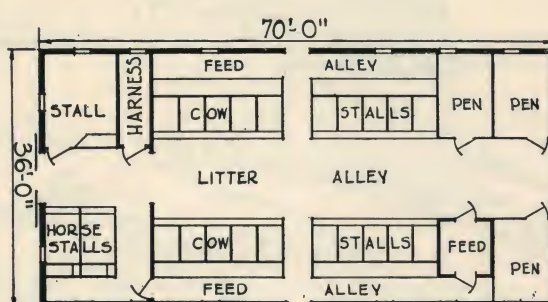 70'-0"
FEED ALLEY
HARNESS
STALL
COW
STALLS
PEN
PEN
36'-0"
LITTER ALLEY
HORSE
STALLS
COW
STALLS
FEED
PEN
FEED ALLEY